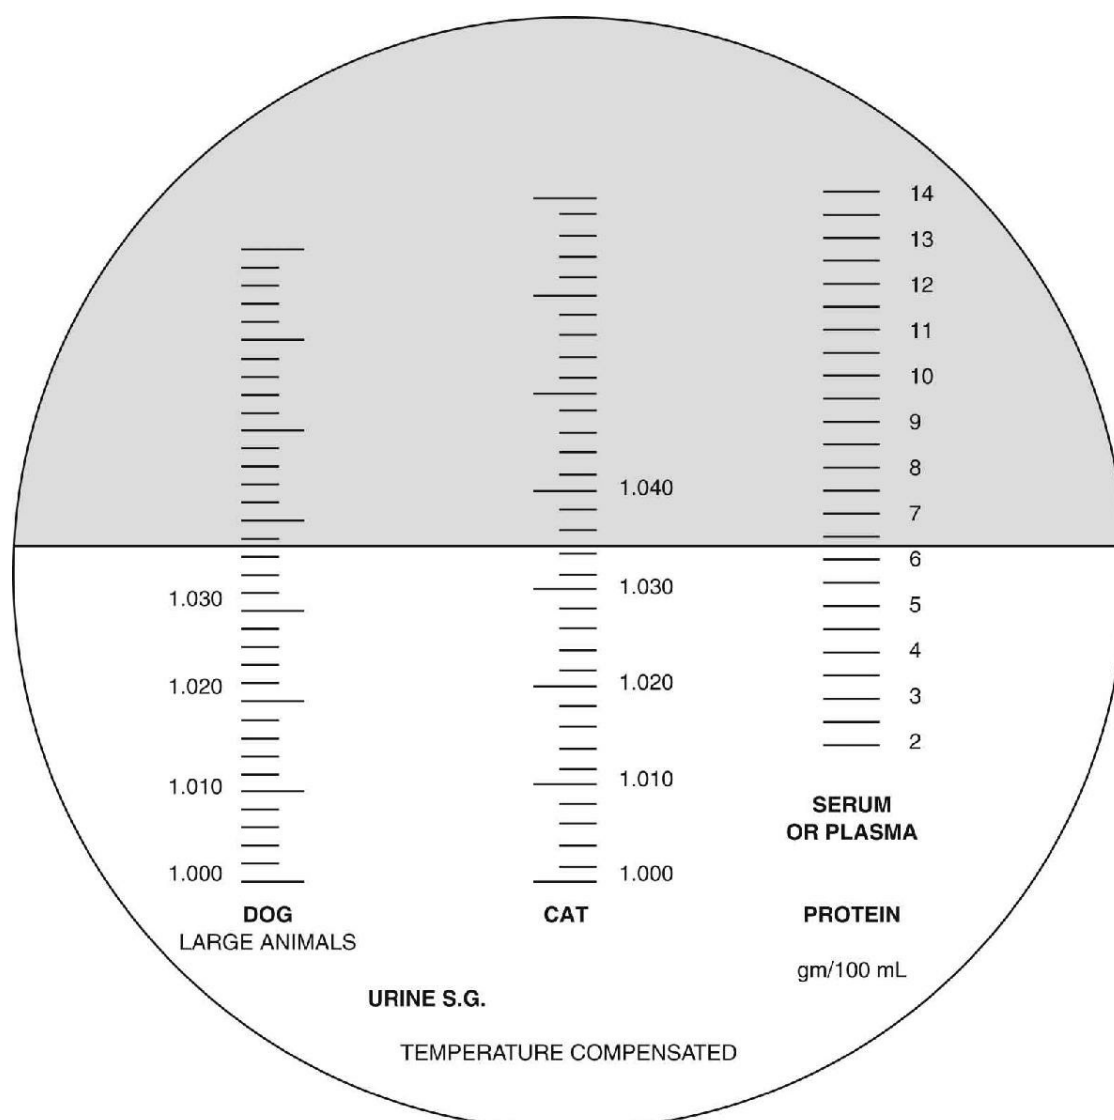 14
13
12
11
10
9
8
1.040
7
6
1.030
1.030
5
4
1.020
1.020
3
2
1.010
1.010
SERUM
OR PLASMA
1.000
1.000
DOG
CAT
PROTEIN
LARGE ANIMALS
gm/100 mL
URINE S.G.
TEMPERATURE COMPENSATED